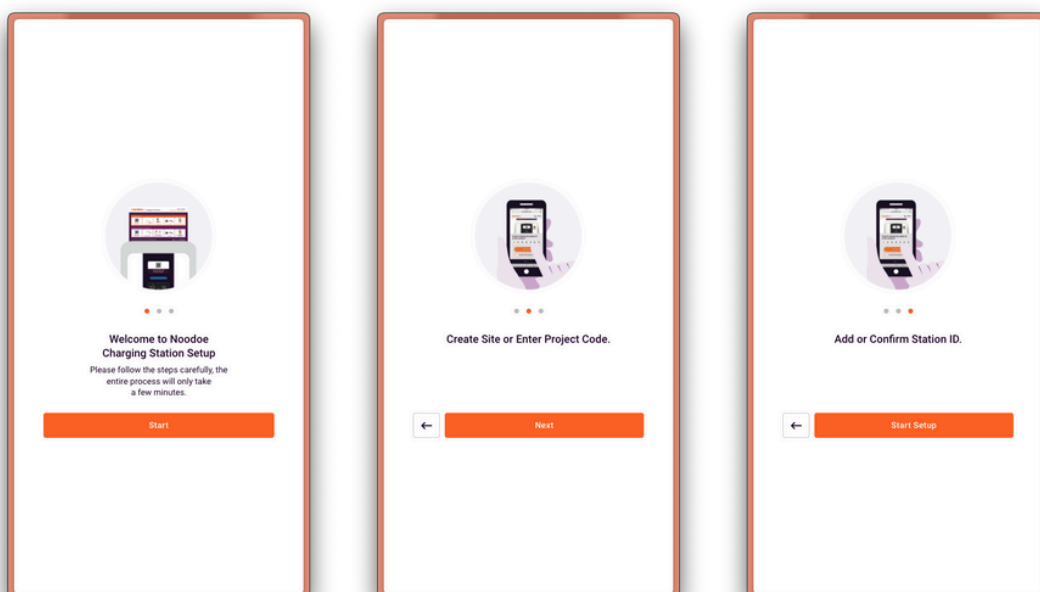 Welcome to Noodoe
Charging Station Setup
Please follow the steps carefully, the
entire process will only take
a few minutes.
Start
Create Site or Enter Project Code.
Next
Add or Confirm Station ID.
Start Setup